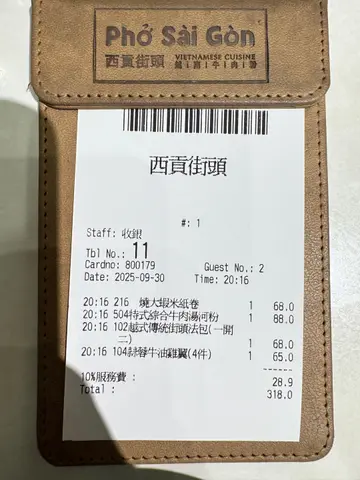 Phở Sài Gòn
西貢街頭
VIETNAMESE CUISINE
西貢街頭
#: 1
Staff: 收銀
Tbl No.: 11
Cardno: 800179 Guest No.: 2
Date: 2025-09-30 Time: 20:16
20:16 216 燒大蝦米紙卷 1 68.0
20:16 504特式綜合牛肉湯河粉 1 88.0
20:16 102越式傳統街頭法包(一開
二) 1 68.0
20:16 104蒜蓉牛油雞翼(4件) 1 65.0
------
10%服務費 : 28.9
Total : 318.0